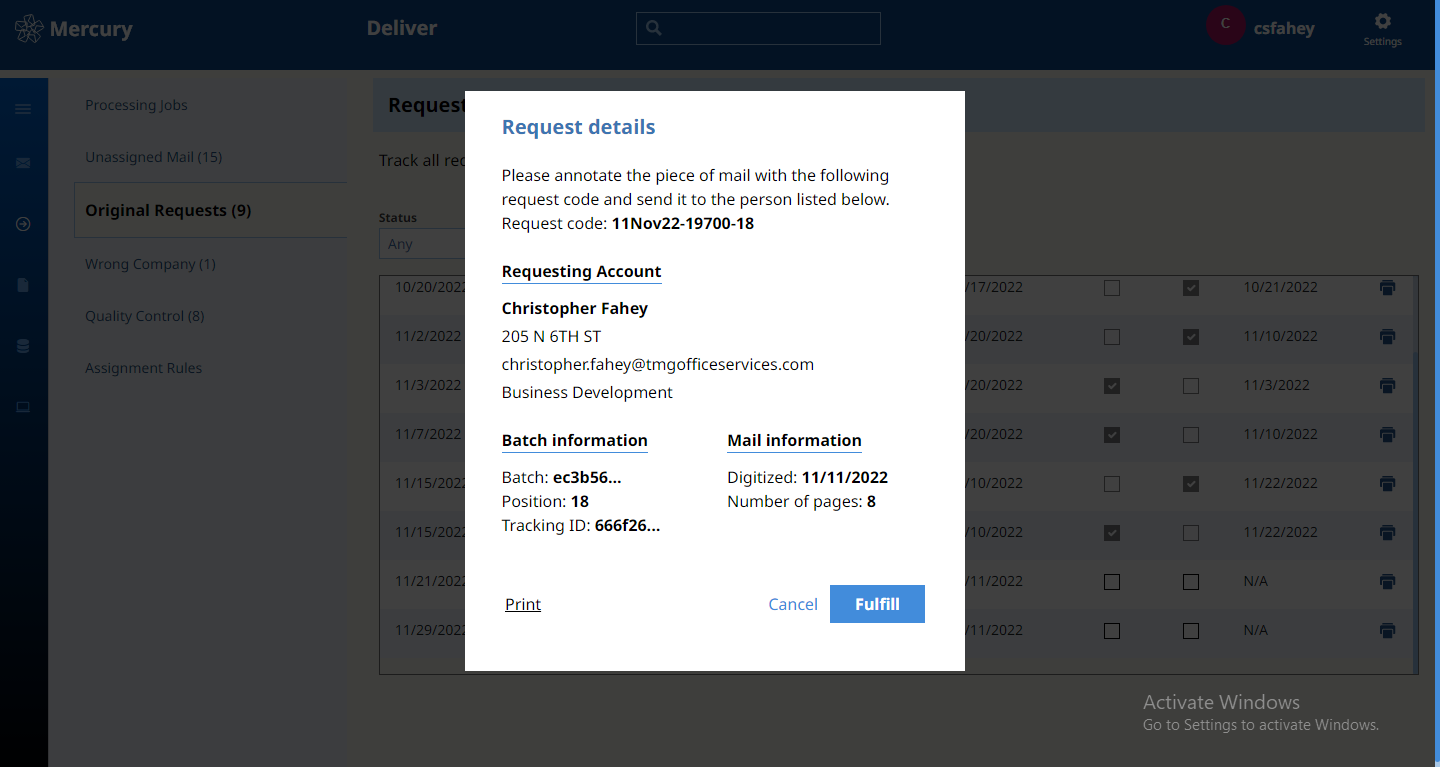 Mercury
Deliver
C
csfahey
Settings
Processing Jobs
Unassigned Mail (15)
Original Requests (9)
Wrong Company (1)
Quality Control (8)
Assignment Rules
Track all
Status
Any
Request details
Please annotate the piece of mail with the following
request code and send it to the person listed below.
Request code: 11Nov22-19700-18
Requesting Account
Christopher Fahey
205 N 6TH ST
christopher.fahey@tmgofficeservices.com
Business Development
Batch information
Batch: ec3b56...
Position: 18
Tracking ID: 666f26...
Mail information
Digitized: 11/11/2022
Number of pages: 8
Print
Cancel
Fulfill
10/20/2022 /17/2022 10/21/2022
11/2/2022 /20/2022 11/10/2022
11/3/2022 /20/2022 11/3/2022
11/7/2022 /20/2022 11/10/2022
11/15/2022 /10/2022 11/22/2022
11/15/2022 /10/2022 11/22/2022
11/21/2022 /11/2022 N/A
11/29/2022 /11/2022 N/A
Activate Windows
Go to Settings to activate Windows.